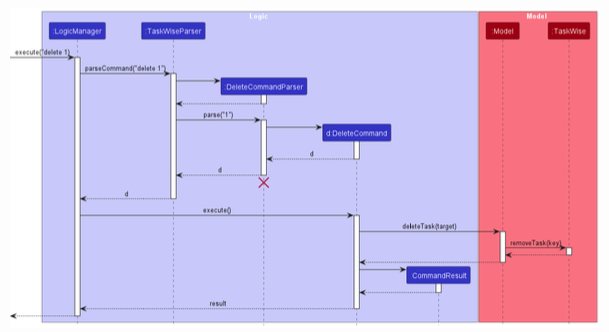 Logic
Model
:LogicManager
:TaskWiseParser
:Model
:TaskWise
execute("delete 1)
parseCommand("delete 1")
:DeleteCommandParser
parse("1")
d:DeleteCommand
d
d
d
execute()
deleteTask(target)
removeTask(key)
CommandResult
result